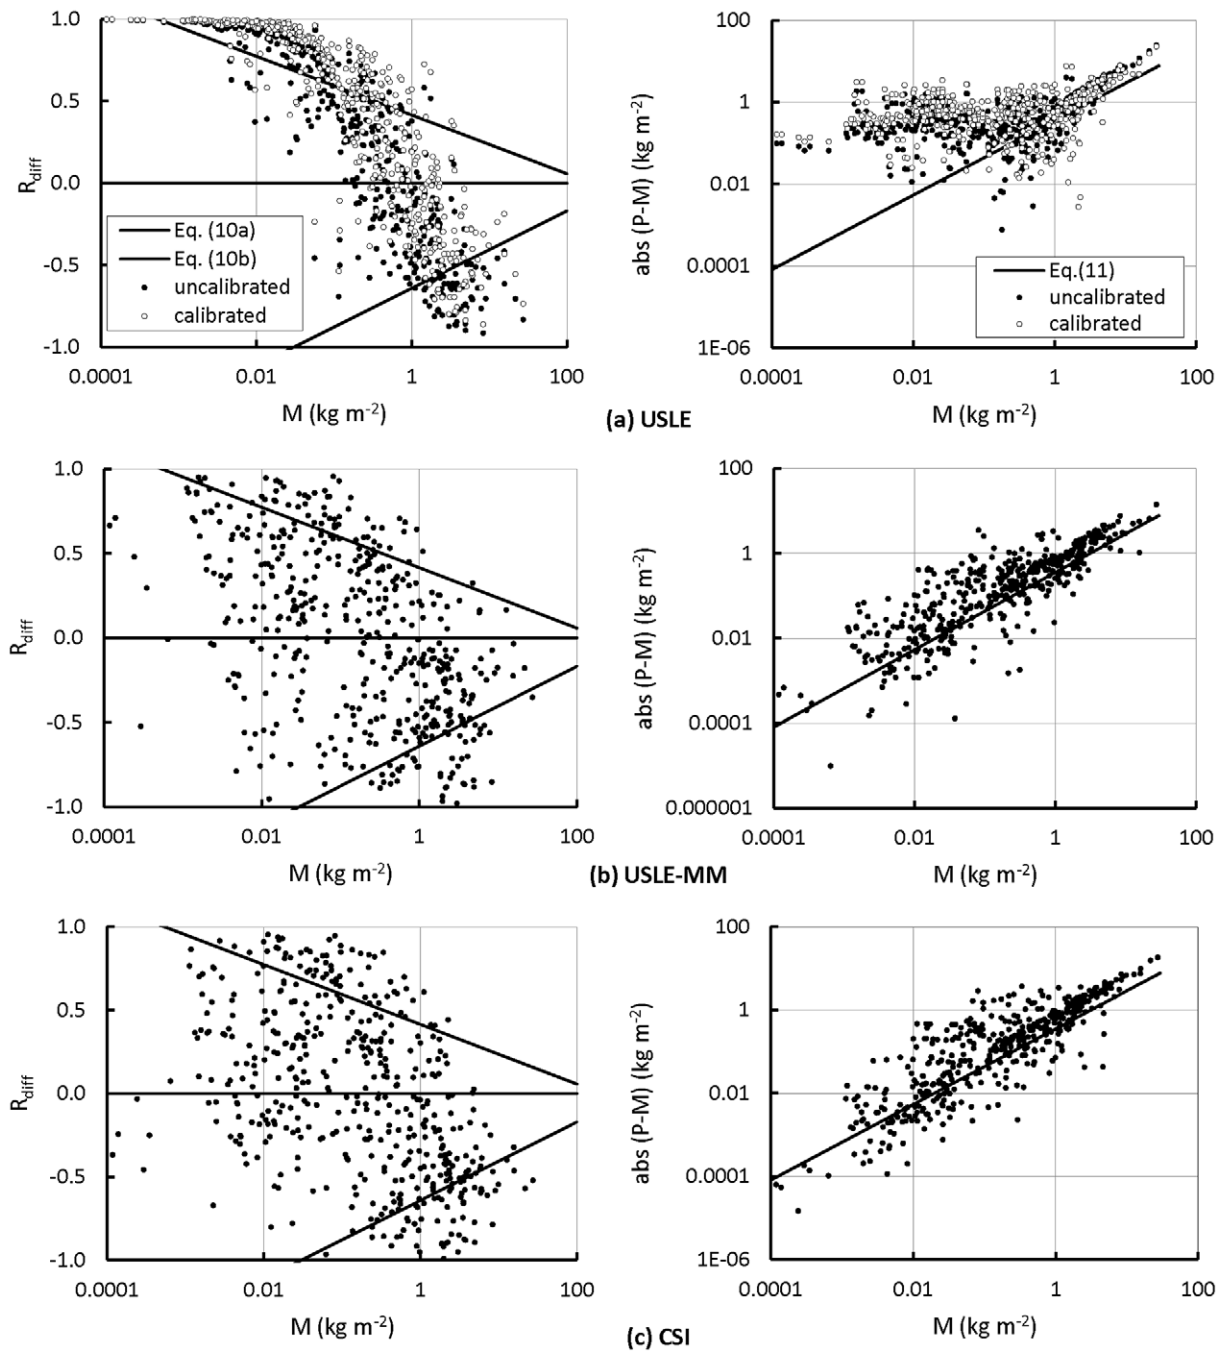 1.0
0.5
0.0
-0.5
-1.0
R_diff
Eq. (10a)
Eq. (10b)
uncalibrated
calibrated
0.0001
0.01
1
100
M (kg m⁻²)
100
1
0.01
0.0001
1E-06
abs (P-M) (kg m⁻²)
Eq.(11)
uncalibrated
calibrated
0.0001
0.01
1
100
M (kg m⁻²)
(a) USLE
1.0
0.5
0.0
-0.5
-1.0
R_diff
0.0001
0.01
1
100
M (kg m⁻²)
100
1
0.01
0.0001
0.000001
abs (P-M) (kg m⁻²)
0.0001
0.01
1
100
M (kg m⁻²)
(b) USLE-MM
1.0
0.5
0.0
-0.5
-1.0
R_diff
0.0001
0.01
1
100
M (kg m⁻²)
100
1
0.01
0.0001
1E-06
abs (P-M) (kg m⁻²)
0.0001
0.01
1
100
M (kg m⁻²)
(c) CSI